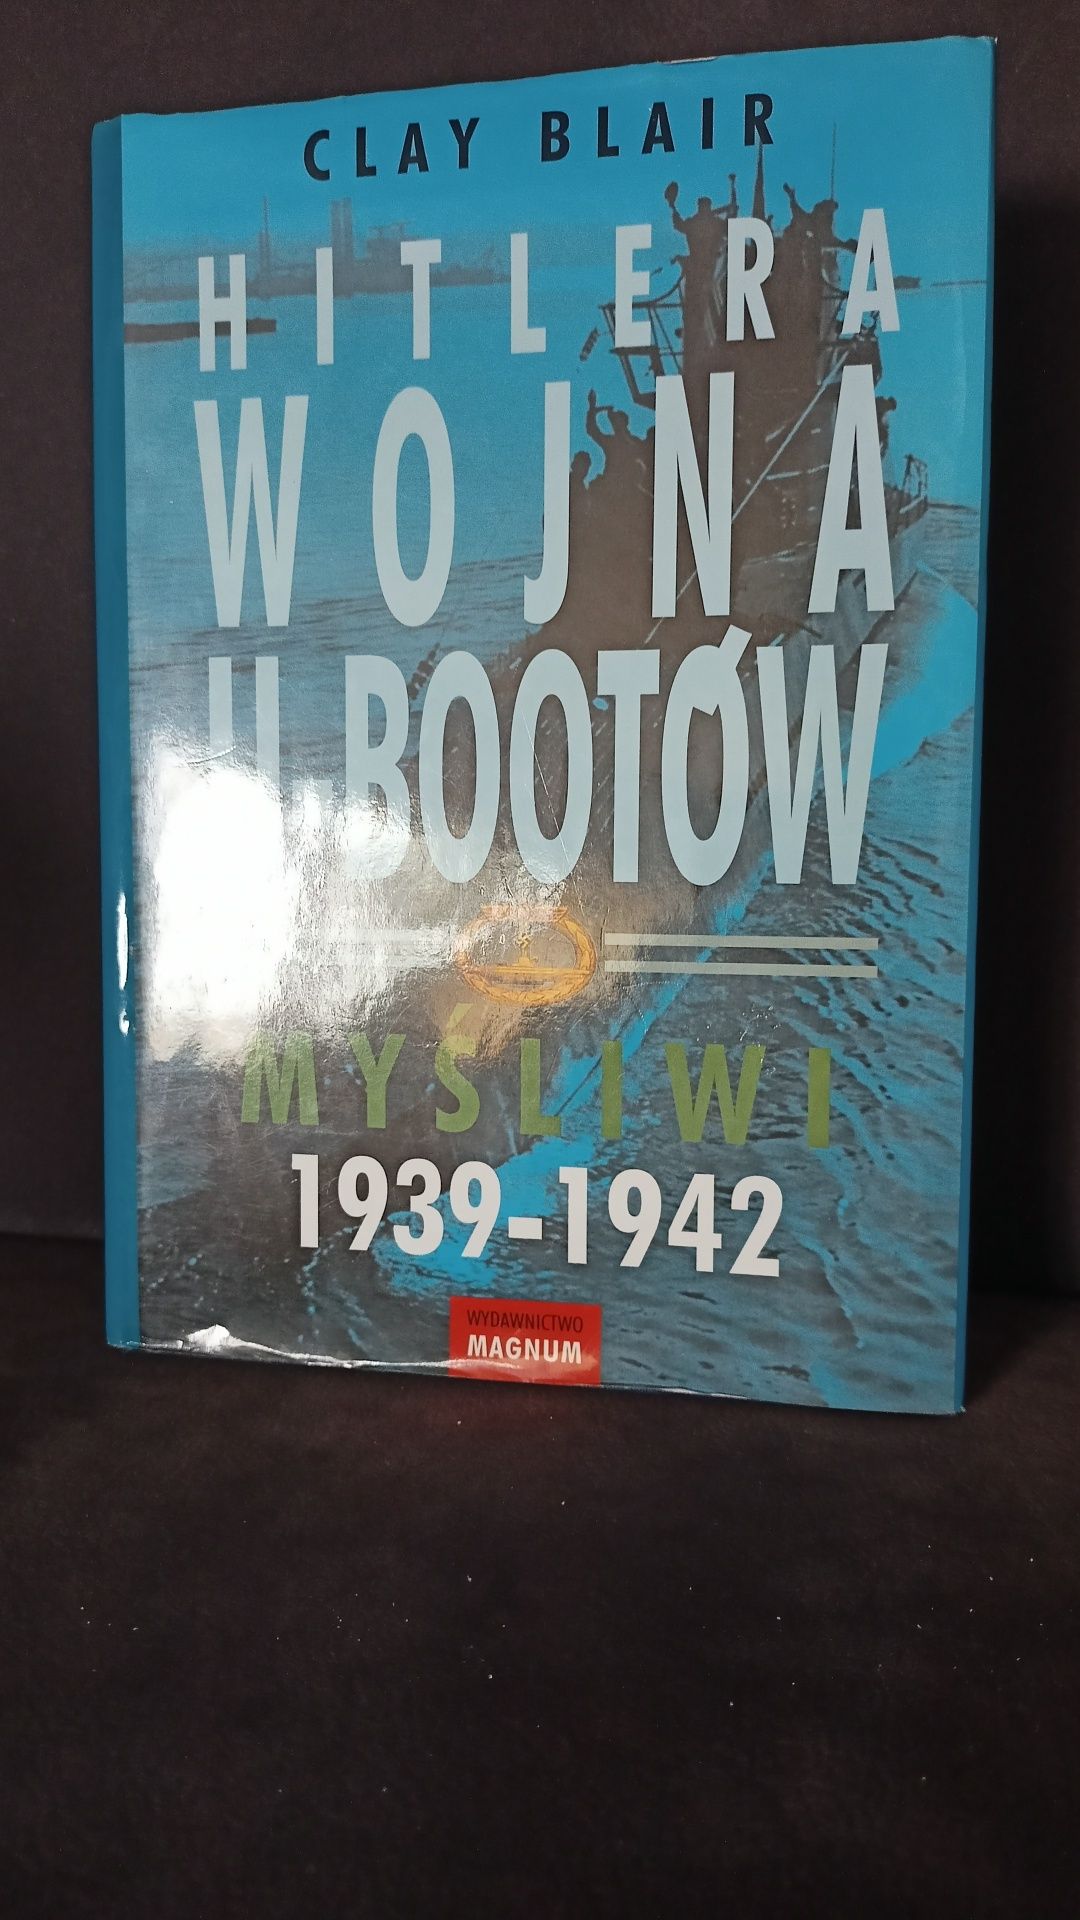 CLAY BLAIR
HITLERA
WOJNA
U-BOOTÓW
MYŚLIWI
1939-1942
WYDAWNICTWO
MAGNUM